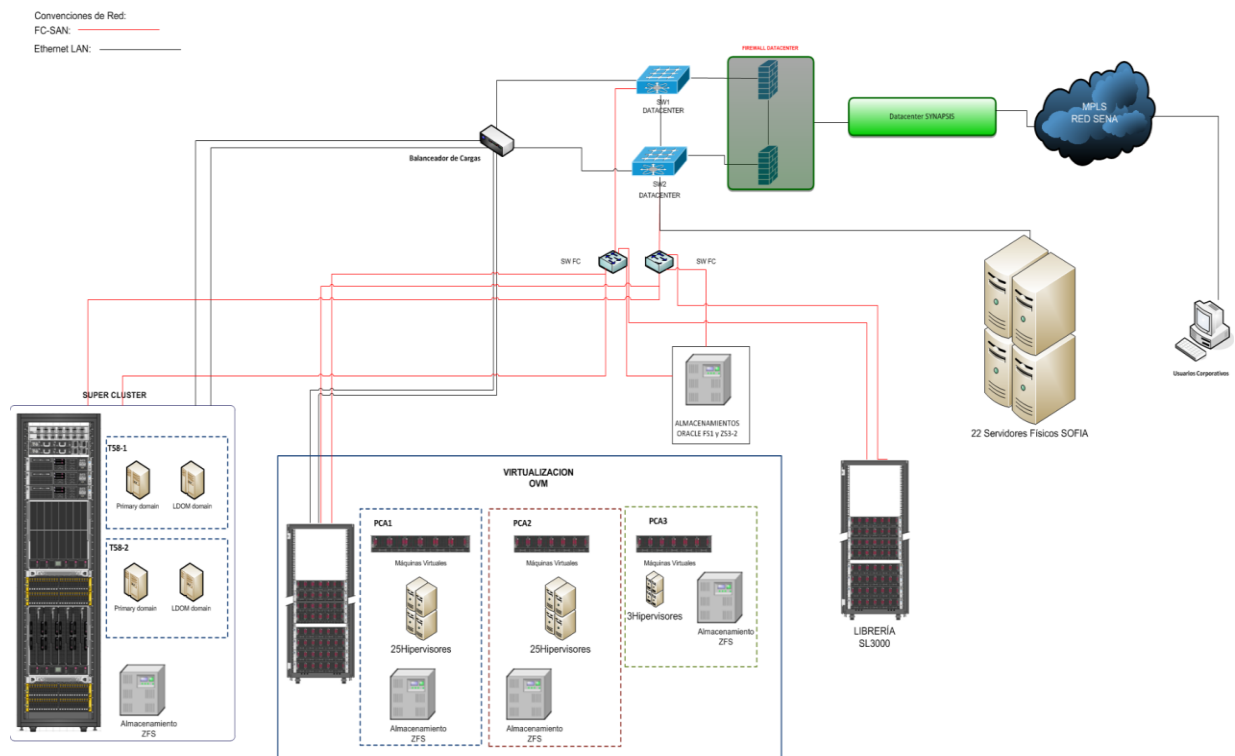 Convenciones de Red:
FC-SAN:
Ethernet LAN:
FIREWALL DATACENTER
SW1
DATACENTER
Datacenter SYNAPSIS
MPLS
RED SENA
Balanceador de Cargas
SW2
DATACENTER
SW FC
SW FC
Usuarios Corporativos
SUPER CLUSTER
ALMACENAMIENTOS
ORACLE FS1 y ZS3-2
22 Servidores Físicos SOFIA
T58-1
Primary domain
LDOM domain
T58-2
Primary domain
LDOM domain
Almacenamiento
ZFS
VIRTUALIZACION
OVM
PCA1
Máquinas Virtuales
25Hipervisores
Almacenamiento
ZFS
PCA2
Máquinas Virtuales
25Hipervisores
Almacenamiento
ZFS
PCA3
Máquinas Virtuales
3Hipervisores
Almacenamiento
ZFS
LIBRERÍA
SL3000